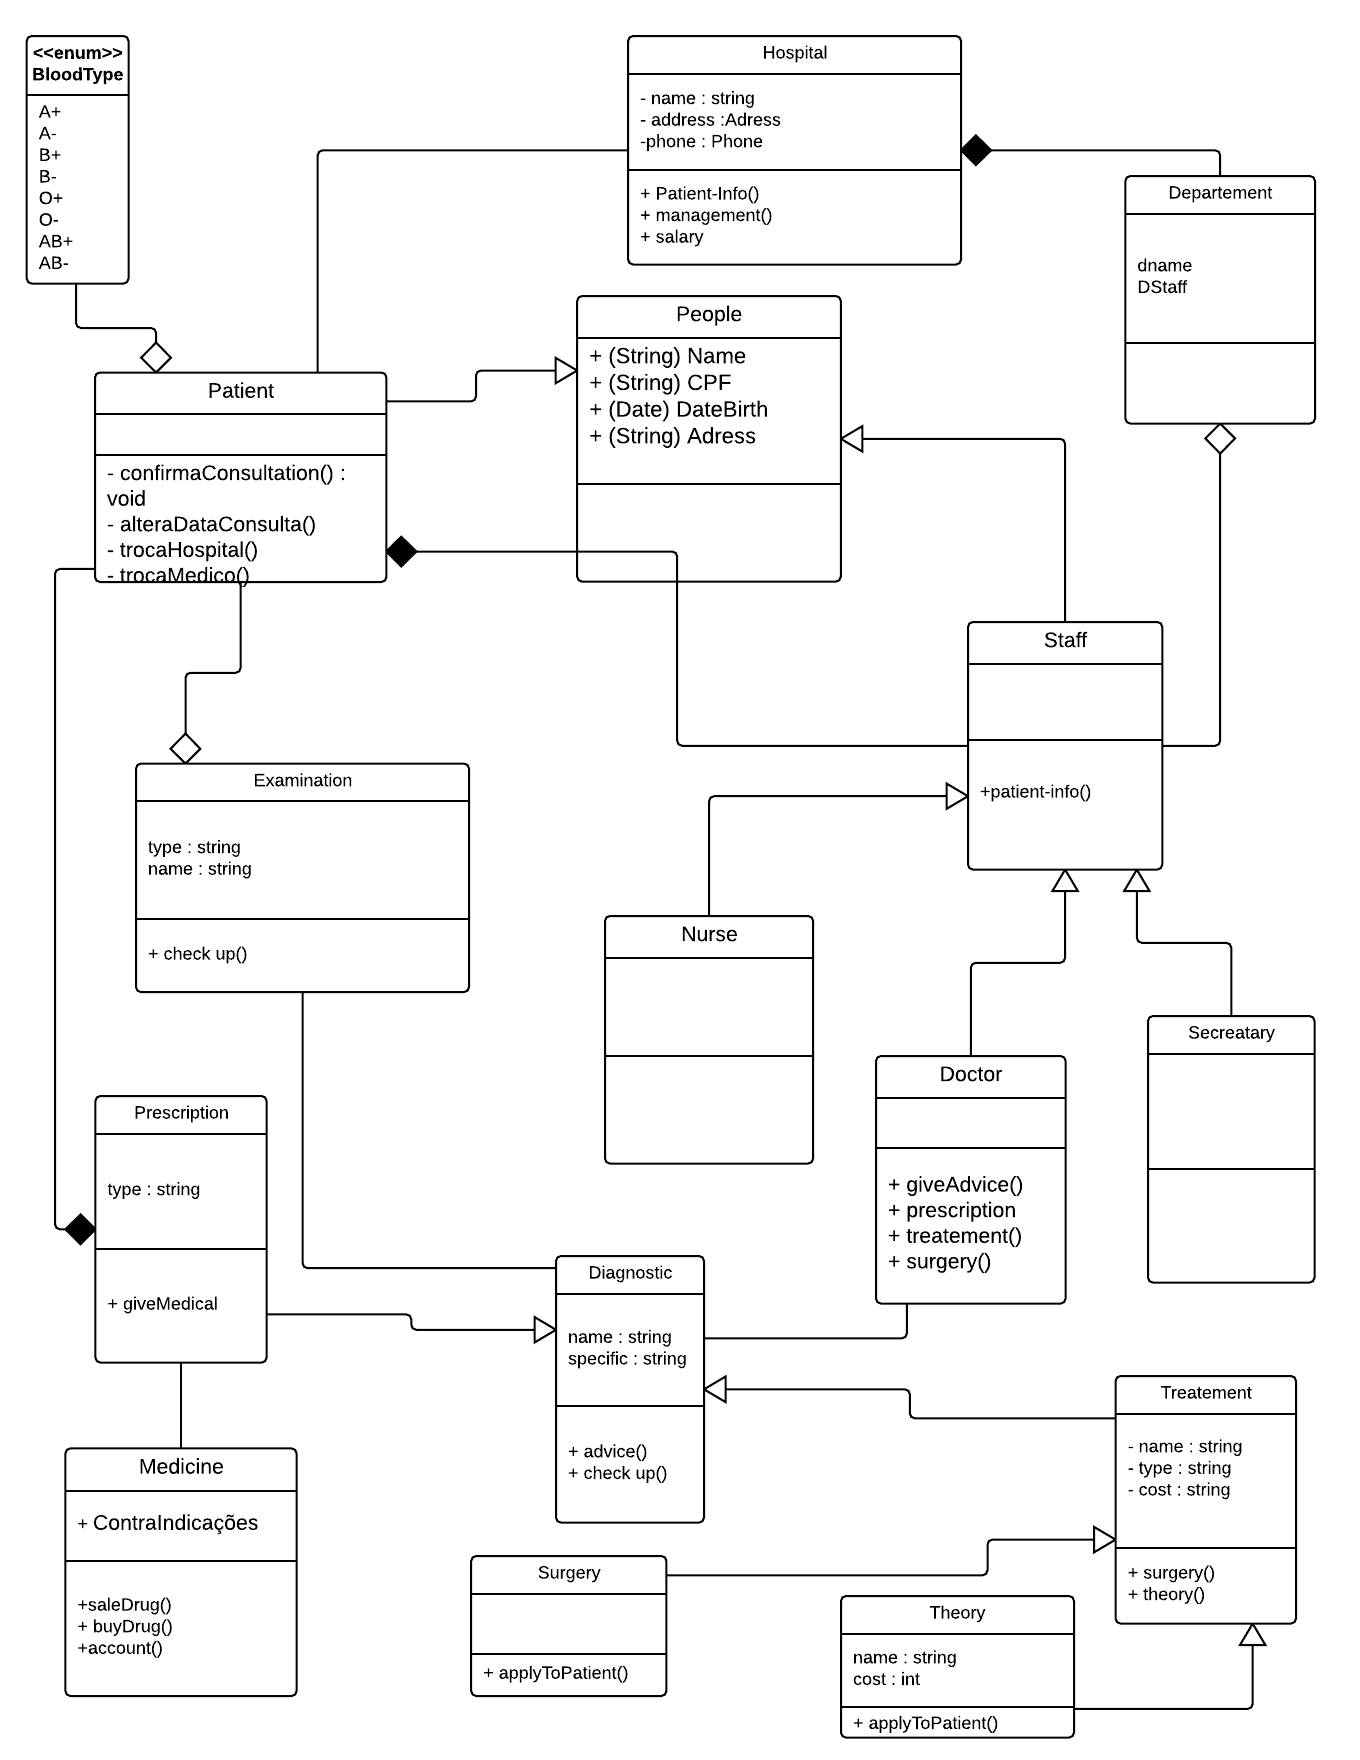 <<enum>>
BloodType
A+
A-
B+
B-
O+
O-
AB+
AB-
Hospital
- name : string
- address :Adress
-phone : Phone
+ Patient-Info()
+ management()
+ salary
Departement
dname
DStaff
People
+ (String) Name
+ (String) CPF
+ (Date) DateBirth
+ (String) Adress
Patient
- confirmaConsultation() :
void
- alteraDataConsulta()
- trocaHospital()
- trocaMedico()
Staff
+patient-info()
Examination
type : string
name : string
+ check up()
Nurse
Doctor
+ giveAdvice()
+ prescription
+ treatement()
+ surgery()
Secreatary
Prescription
type : string
+ giveMedical
Diagnostic
name : string
specific : string
+ advice()
+ check up()
Treatement
- name : string
- type : string
- cost : string
+ surgery()
+ theory()
Medicine
+ ContraIndicações
+saleDrug()
+ buyDrug()
+account()
Surgery
+ applyToPatient()
Theory
name : string
cost : int
+ applyToPatient()